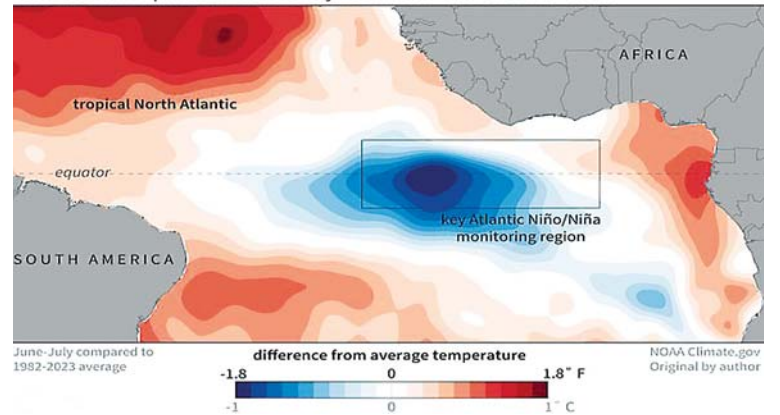 AFRICA
tropical North Atlantic
equator
key Atlantic Niño/Niña
monitoring region
SOUTH AMERICA
June-July compared to
1982-2023 average
difference from average temperature
-1.8 0 1.8° F
-1 0 1° C
NOAA Climate.gov
Original by author